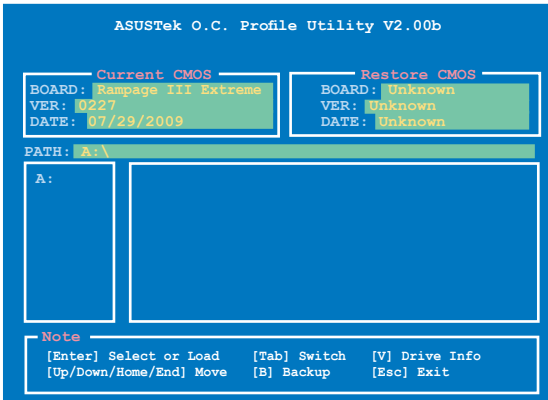 ASUSTek O.C. Profile Utility V2.00b
Current CMOS
BOARD: Rampage III Extreme
VER: 0227
DATE: 07/29/2009
Restore CMOS
BOARD: Unknown
VER: Unknown
DATE: Unknown
PATH: A:\
A:
Note
[Enter] Select or Load [Tab] Switch [V] Drive Info
[Up/Down/Home/End] Move [B] Backup [Esc] Exit